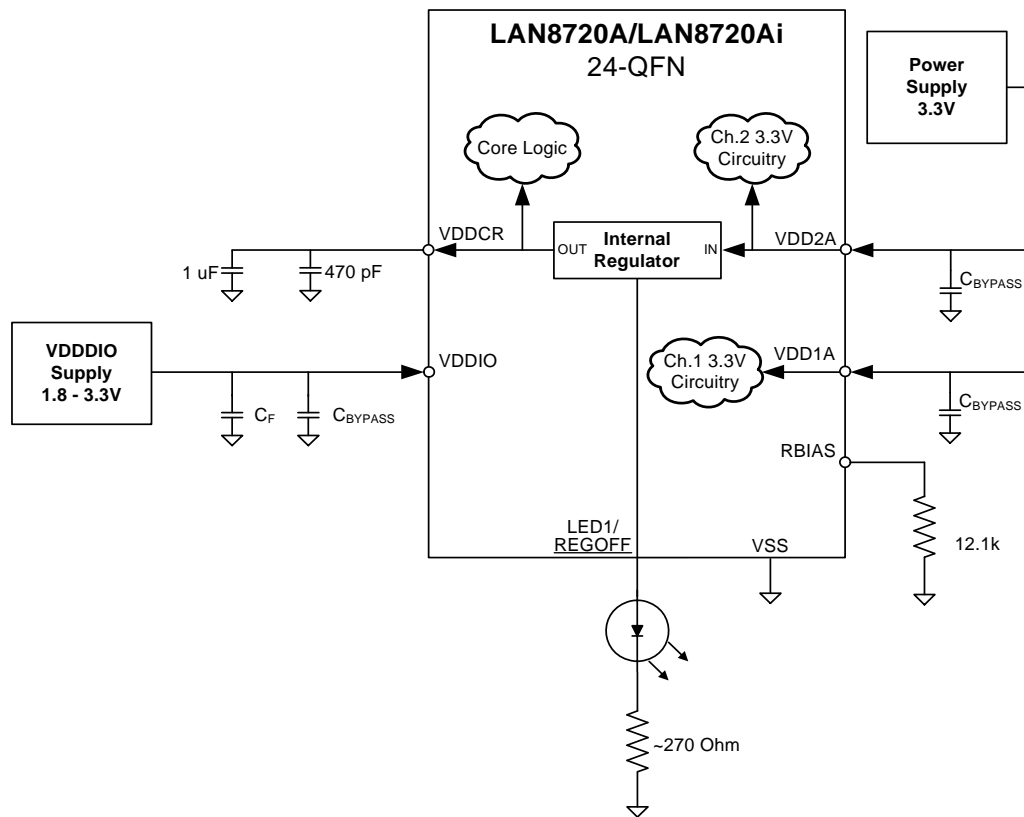 LAN8720A/LAN8720Ai
24-QFN
Power
Supply
3.3V
Core Logic
Ch.2 3.3V
Circuitry
VDDCR
OUT
Internal
Regulator
IN
VDD2A
1 uF
470 pF
CBYPASS
VDDDIO
Supply
1.8 - 3.3V
VDDIO
Ch.1 3.3V
Circuitry
VDD1A
CF
CBYPASS
CBYPASS
RBIAS
12.1k
LED1/
REGOFF
VSS
~270 Ohm